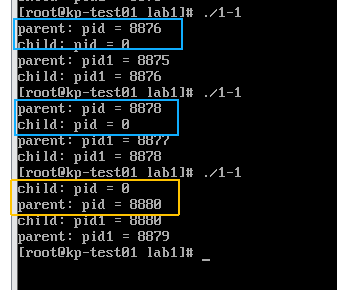 [root@kp-test01 lab1]# ./1-1
parent: pid = 8876
child: pid = 0
parent: pid1 = 8875
child: pid1 = 8876
[root@kp-test01 lab1]# ./1-1
parent: pid = 8878
child: pid = 0
parent: pid1 = 8877
child: pid1 = 8878
[root@kp-test01 lab1]# ./1-1
child: pid = 0
parent: pid = 8880
child: pid1 = 8880
parent: pid1 = 8879
[root@kp-test01 lab1]# _